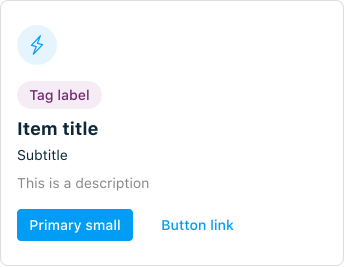 Tag label
Item title
Subtitle
This is a description
Primary small Button link